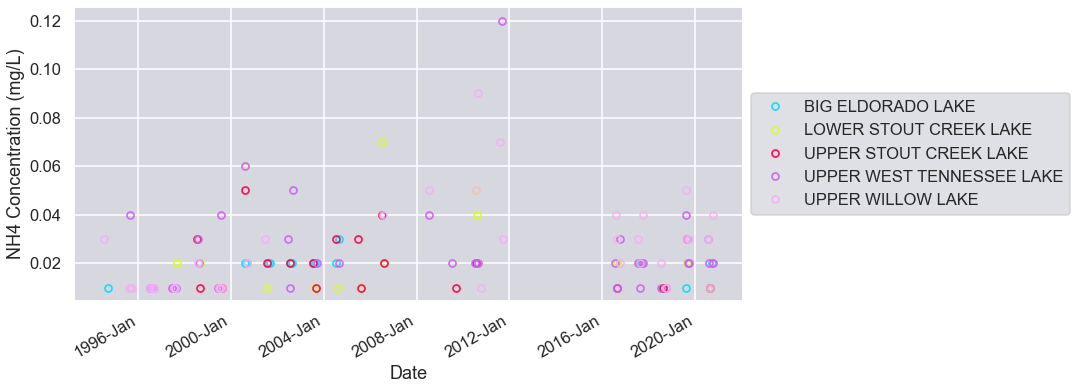 0.12
0.10
0.08
0.06
0.04
0.02
NH4 Concentration (mg/L)
1996-Jan
2000-Jan
2004-Jan
2008-Jan
2012-Jan
2016-Jan
2020-Jan
Date
BIG ELDORADO LAKE
LOWER STOUT CREEK LAKE
UPPER STOUT CREEK LAKE
UPPER WEST TENNESSEE LAKE
UPPER WILLOW LAKE